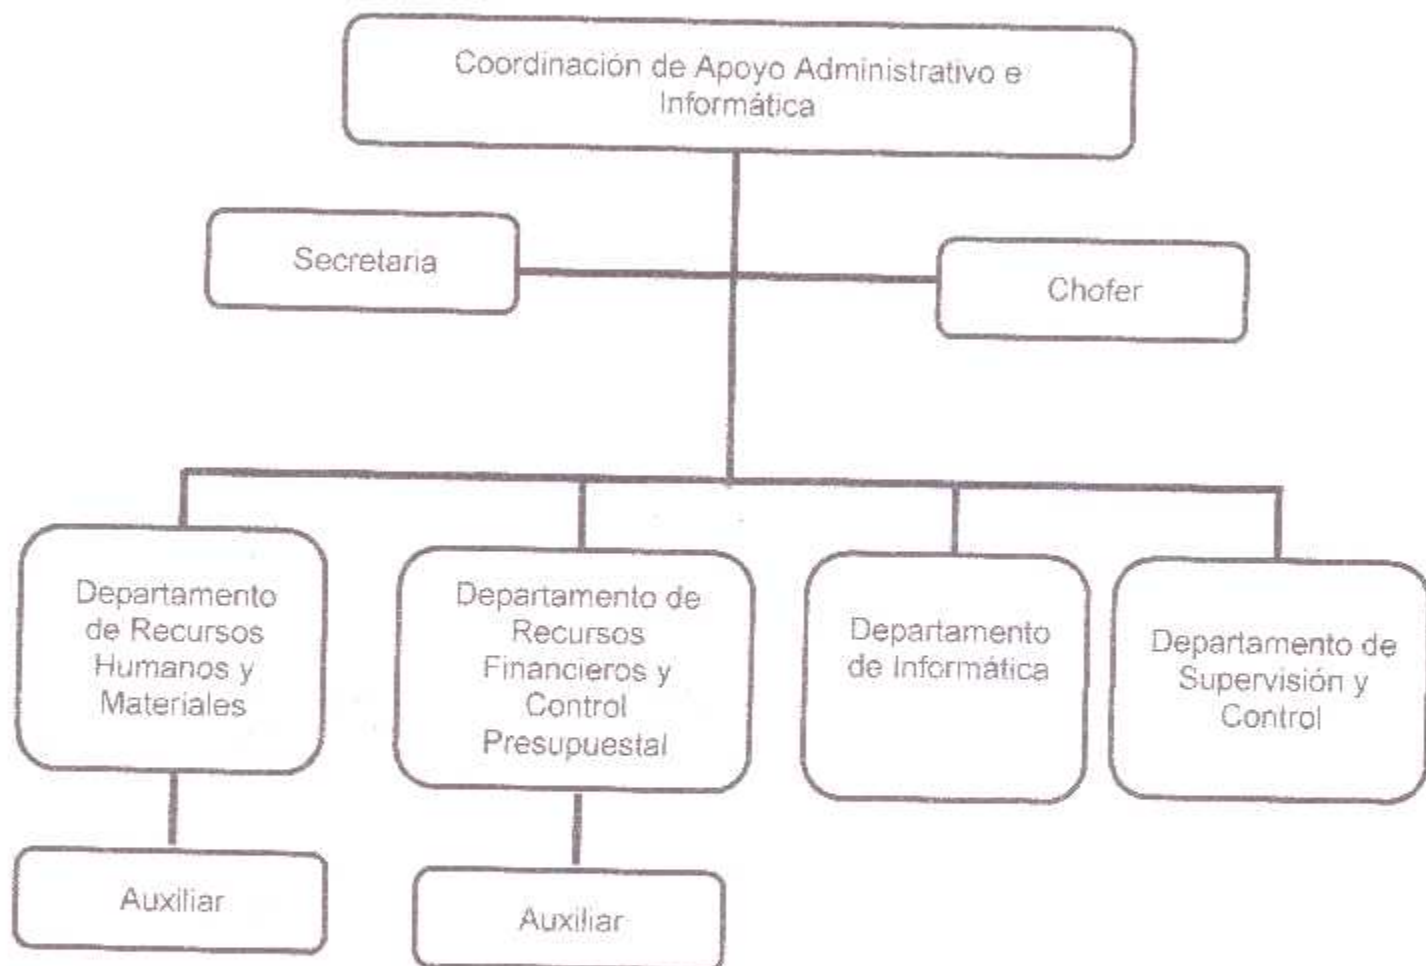 Coordinación de Apoyo Administrativo e
Informática
Secretaria
Chofer
Departamento
de Recursos
Humanos y
Materiales
Departamento de
Recursos
Financieros y
Control
Presupuestal
Departamento
de Informática
Departamento de
Supervisión y
Control
Auxiliar
Auxiliar